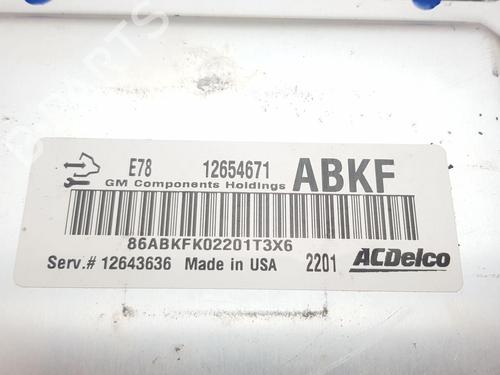 E78 12654671 ABKF
GM Components Holdings
86ABKFK02201T3X6
Serv.# 12643636 Made in USA 2201 ACDelco